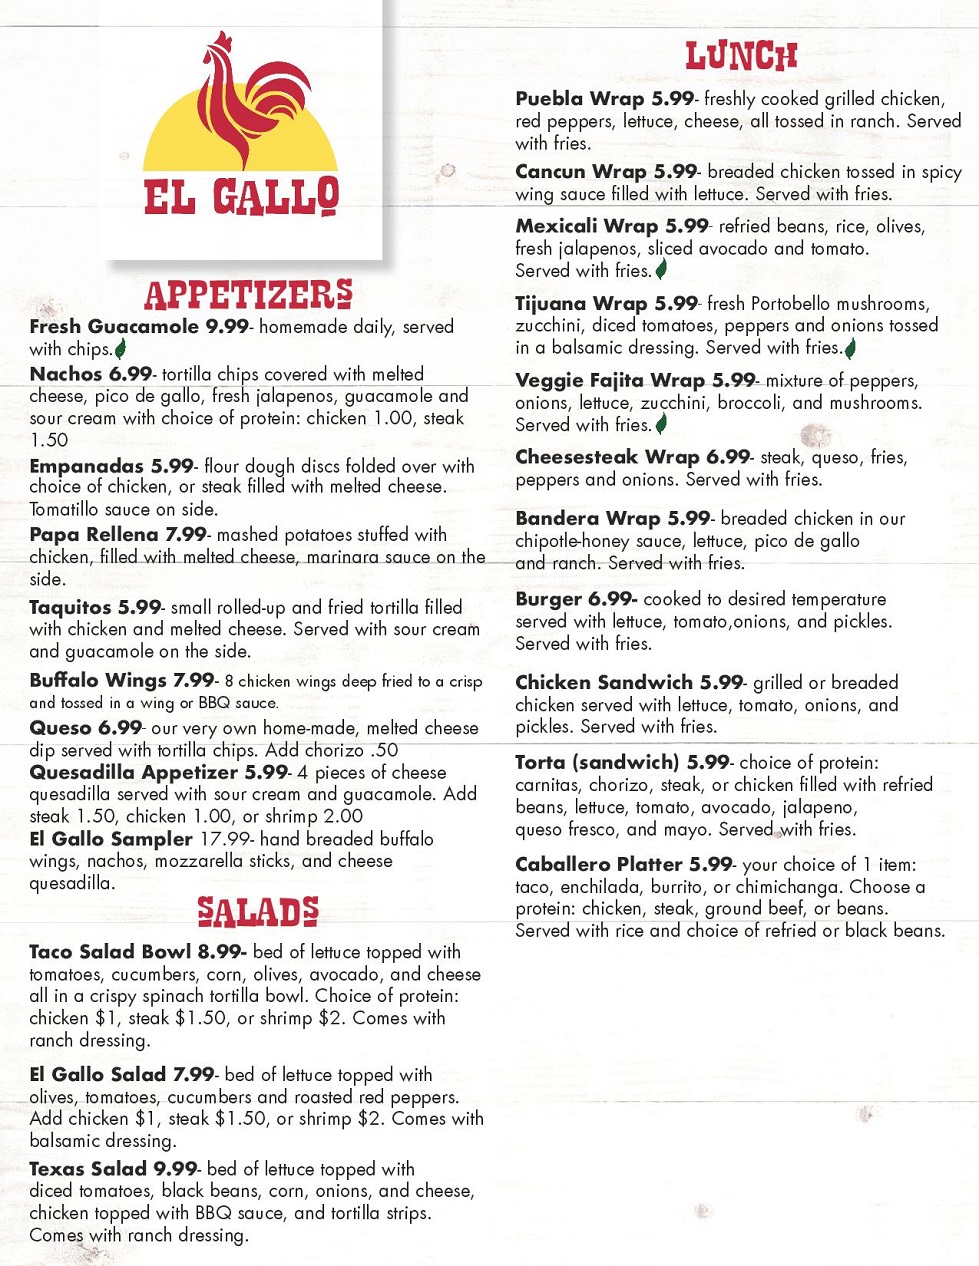 EL GALLO
APPETIZERS
Fresh Guacamole 9.99- homemade daily, served
with chips.
Nachos 6.99- tortilla chips covered with melted
cheese, pico de gallo, fresh jalapenos, guacamole and
sour cream with choice of protein: chicken 1.00, steak
1.50
Empanadas 5.99- flour dough discs folded over with
choice of chicken, or steak filled with melted cheese.
Tomatillo sauce on side.
Papa Rellena 7.99- mashed potatoes stuffed with
chicken, filled with melted cheese, marinara sauce on the
side.
Taquitos 5.99- small rolled-up and fried tortilla filled
with chicken and melted cheese. Served with sour cream
and guacamole on the side.
Buffalo Wings 7.99- 8 chicken wings deep fried to a crisp
and tossed in a wing or BBQ sauce.
Queso 6.99- our very own home-made, melted cheese
dip served with tortilla chips. Add chorizo .50
Quesadilla Appetizer 5.99- 4 pieces of cheese
quesadilla served with sour cream and guacamole. Add
steak 1.50, chicken 1.00, or shrimp 2.00
El Gallo Sampler 17.99- hand breaded buffalo
wings, nachos, mozzarella sticks, and cheese
quesadilla.
SALADS
Taco Salad Bowl 8.99- bed of lettuce topped with
tomatoes, cucumbers, corn, olives, avocado, and cheese
all in a crispy spinach tortilla bowl. Choice of protein:
chicken $1, steak $1.50, or shrimp $2. Comes with
ranch dressing.
El Gallo Salad 7.99- bed of lettuce topped with
olives, tomatoes, cucumbers and roasted red peppers.
Add chicken $1, steak $1.50, or shrimp $2. Comes with
balsamic dressing.
Texas Salad 9.99- bed of lettuce topped with
diced tomatoes, black beans, corn, onions, and cheese,
chicken topped with BBQ sauce, and tortilla strips.
Comes with ranch dressing.
LUNCH
Puebla Wrap 5.99- freshly cooked grilled chicken,
red peppers, lettuce, cheese, all tossed in ranch. Served
with fries.
Cancun Wrap 5.99- breaded chicken tossed in spicy
wing sauce filled with lettuce. Served with fries.
Mexicali Wrap 5.99- refried beans, rice, olives,
fresh jalapenos, sliced avocado and tomato.
Served with fries.
Tijuana Wrap 5.99- fresh Portobello mushrooms,
zucchini, diced tomatoes, peppers and onions tossed
in a balsamic dressing. Served with fries.
Veggie Fajita Wrap 5.99- mixture of peppers,
onions, lettuce, zucchini, broccoli, and mushrooms.
Served with fries.
Cheesesteak Wrap 6.99- steak, queso, fries,
peppers and onions. Served with fries.
Bandera Wrap 5.99- breaded chicken in our
chipotle-honey sauce, lettuce, pico de gallo
and ranch. Served with fries.
Burger 6.99- cooked to desired temperature
served with lettuce, tomato,onions, and pickles.
Served with fries.
Chicken Sandwich 5.99- grilled or breaded
chicken served with lettuce, tomato, onions, and
pickles. Served with fries.
Torta (sandwich) 5.99- choice of protein:
carnitas, chorizo, steak, or chicken filled with refried
beans, lettuce, tomato, avocado, jalapeno,
queso fresco, and mayo. Served with fries.
Caballero Platter 5.99- your choice of 1 item:
taco, enchilada, burrito, or chimichanga. Choose a
protein: chicken, steak, ground beef, or beans.
Served with rice and choice of refried or black beans.